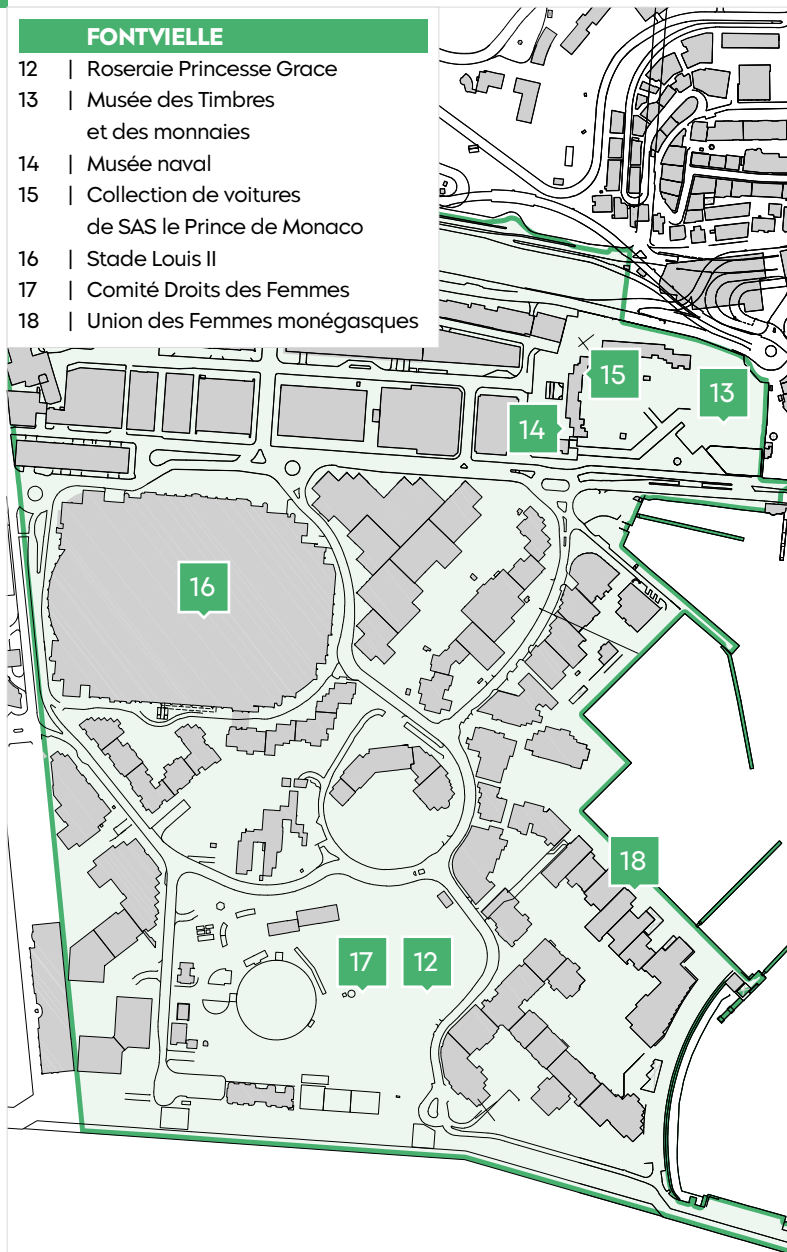 FONTVIELLE
12 | Roseraie Princesse Grace
13 | Musée des Timbres
et des monnaies
14 | Musée naval
15 | Collection de voitures
de SAS le Prince de Monaco
16 | Stade Louis II
17 | Comité Droits des Femmes
18 | Union des Femmes monégasques
15
13
14
16
18
17
12